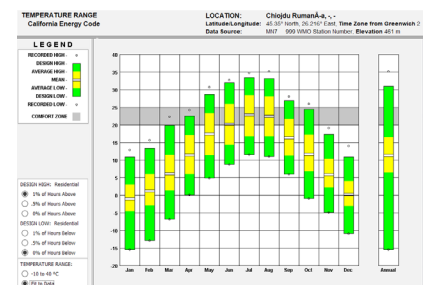 TEMPERATURE RANGE
California Energy Code
LOCATION: Chiojdu RumanÄ-a, -, -
Latitude/Longitude: 45.35° North, 26.216° East, Time Zone from Greenwich 2
Data Source: MN7 999 WMO Station Number, Elevation 461 m
LEGEND
RECORDED HIGH -
DESIGN HIGH -
AVERAGE HIGH -
MEAN -
AVERAGE LOW -
DESIGN LOW -
RECORDED LOW -
COMFORT ZONE
DESIGN HIGH: Residential
1% of Hours Above
.5% of Hours Above
0% of Hours Above
DESIGN LOW: Residential
1% of Hours Below
.5% of Hours Below
0% of Hours Below
TEMPERATURE RANGE:
-10 to 40 °C
Fit to Data
40
35
30
25
20
15
10
5
0
-5
-10
-15
-20
Jan Feb Mar Apr May Jun Jul Aug Sep Oct Nov Dec Annual